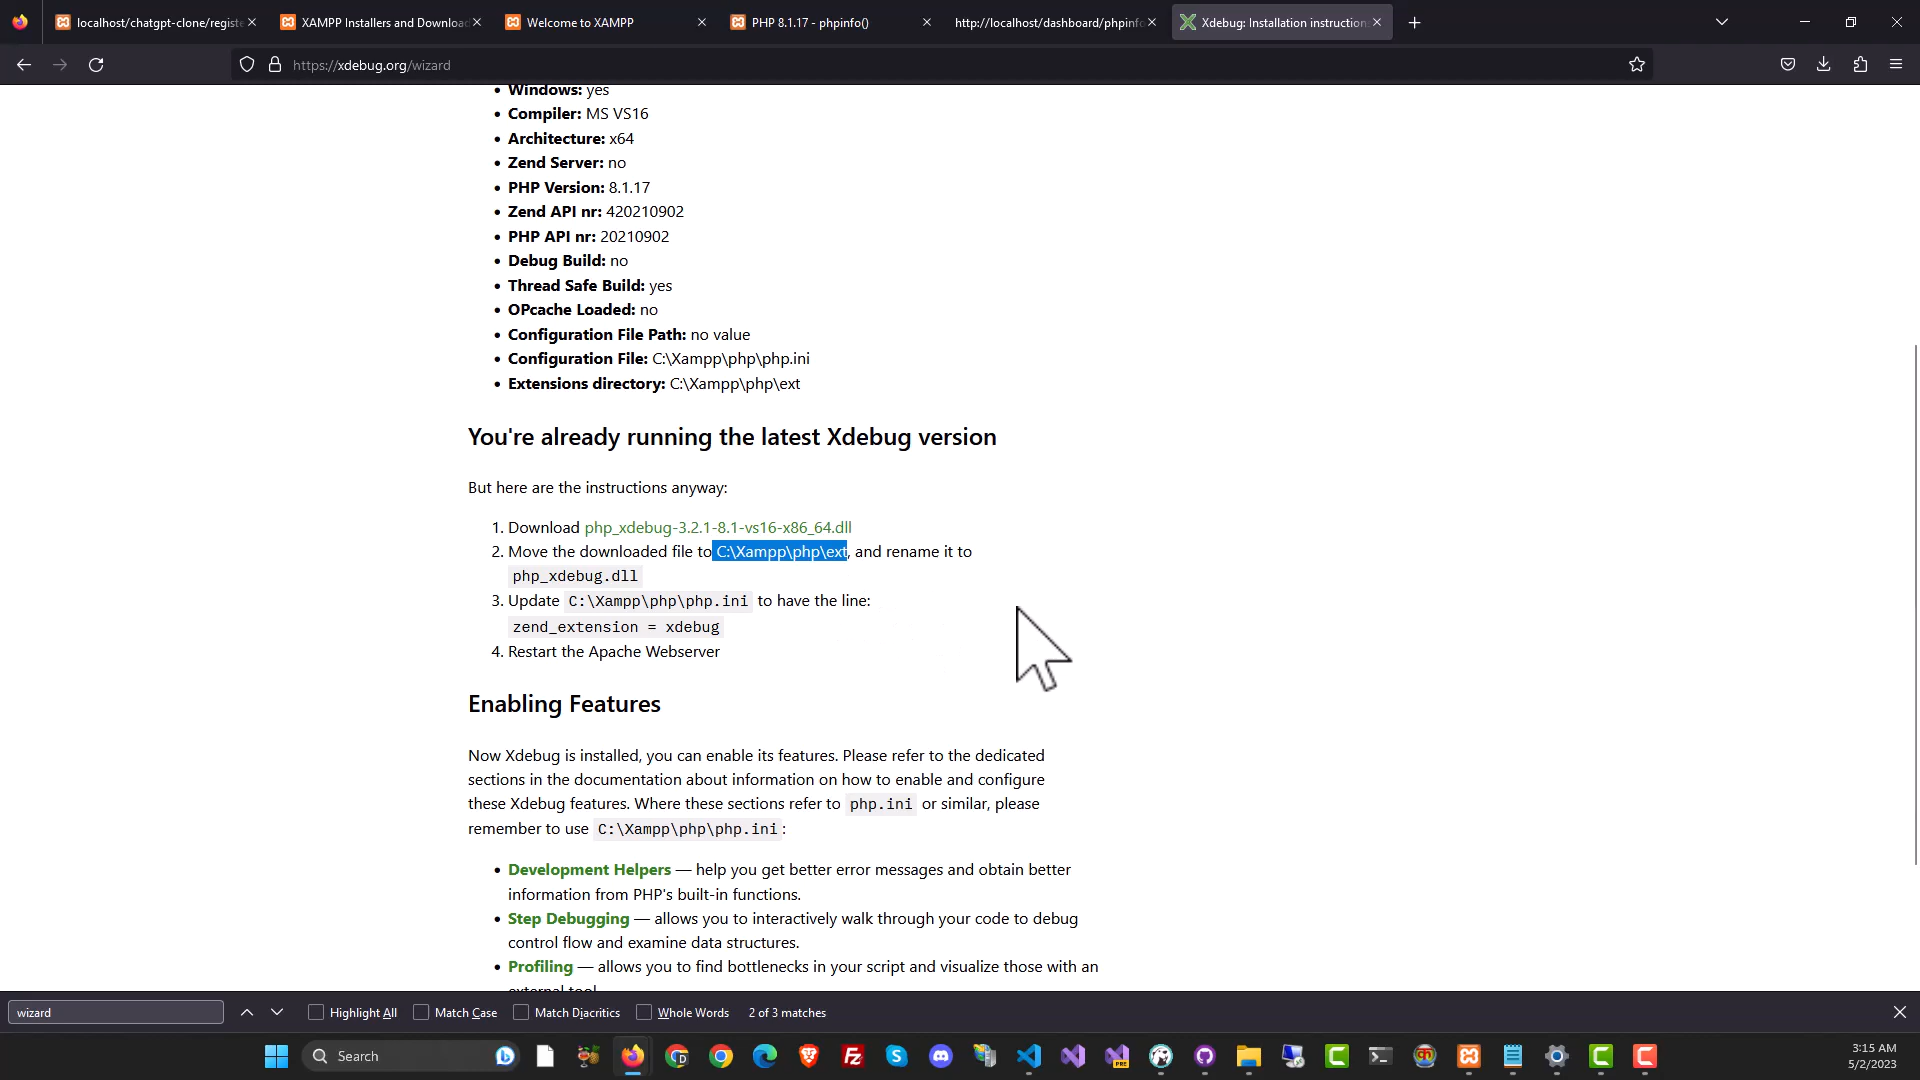 localhost/chatgpt-clone/registe
XAMPP Installers and Download
Welcome to XAMPP
PHP 8.1.17 - phpinfo()
http://localhost/dashboard/phpinfo
Xdebug: Installation instructions
https://xdebug.org/wizard
• Windows: yes
• Compiler: MS VS16
• Architecture: x64
• Zend Server: no
• PHP Version: 8.1.17
• Zend API nr: 420210902
• PHP API nr: 20210902
• Debug Build: no
• Thread Safe Build: yes
• OPcache Loaded: no
• Configuration File Path: no value
• Configuration File: C:\Xampp\php\php.ini
• Extensions directory: C:\Xampp\php\ext
You're already running the latest Xdebug version
But here are the instructions anyway:
1. Download php_xdebug-3.2.1-8.1-vs16-x86_64.dll
2. Move the downloaded file to C:\Xampp\php\ext, and rename it to
php_xdebug.dll
3. Update C:\Xampp\php\php.ini to have the line:
zend_extension = xdebug
4. Restart the Apache Webserver
Enabling Features
Now Xdebug is installed, you can enable its features. Please refer to the dedicated
sections in the documentation about information on how to enable and configure
these Xdebug features. Where these sections refer to php.ini or similar, please
remember to use C:\Xampp\php\php.ini:
• Development Helpers — help you get better error messages and obtain better
information from PHP's built-in functions.
• Step Debugging — allows you to interactively walk through your code to debug
control flow and examine data structures.
• Profiling — allows you to find bottlenecks in your script and visualize those with an
external tool.
wizard
Highlight All
Match Case
Match Diacritics
Whole Words
2 of 3 matches
Search
3:15 AM
5/2/2023